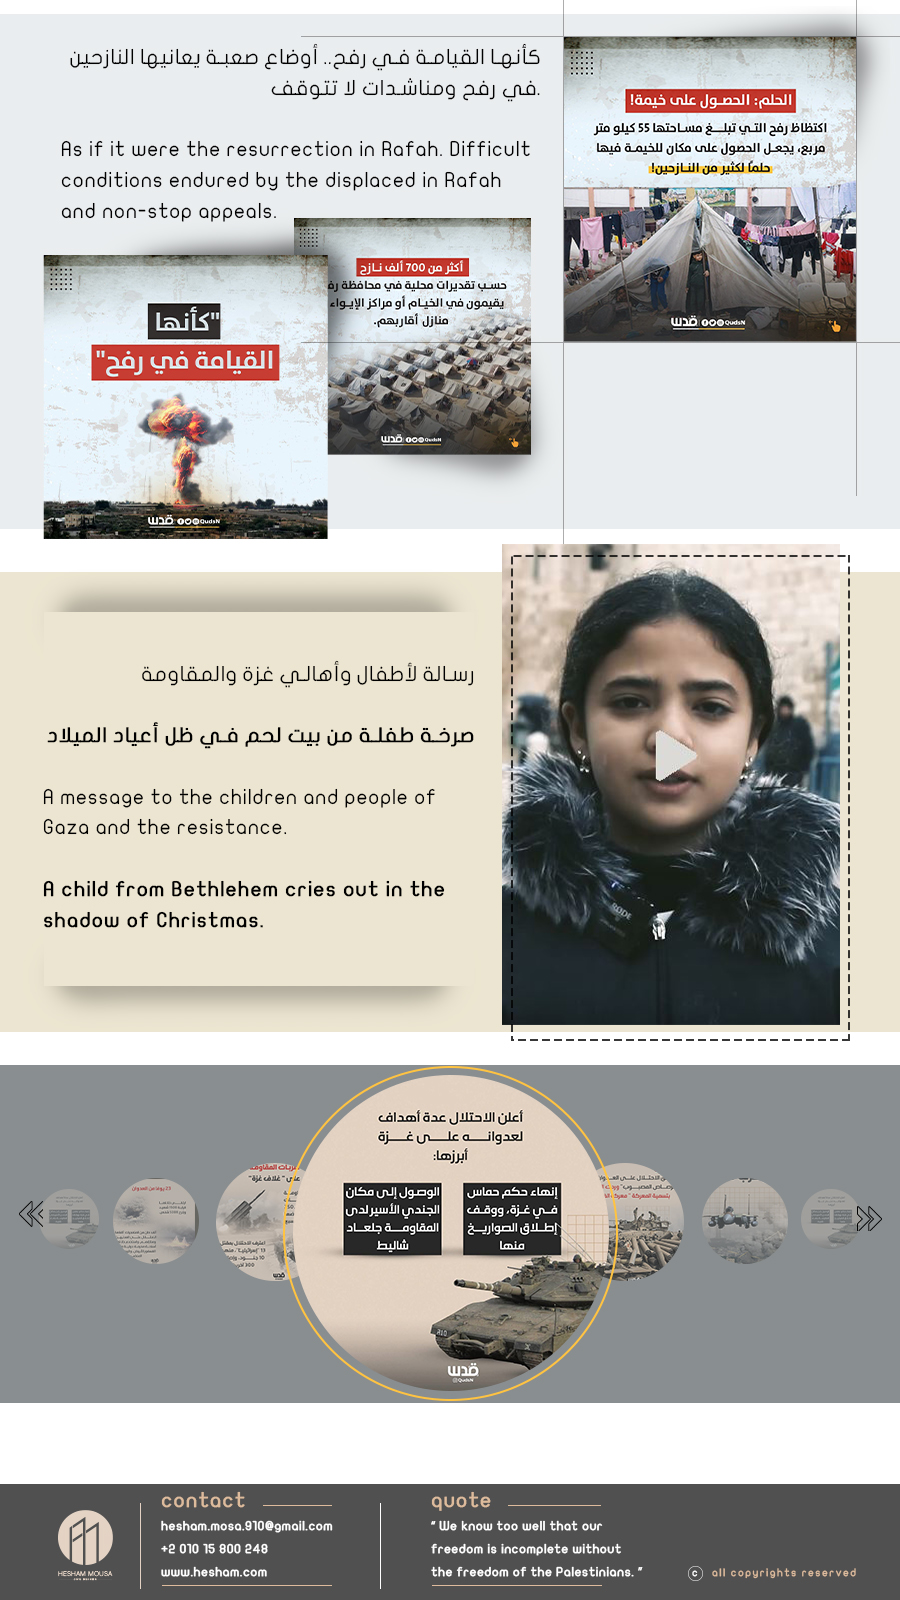 كأنها القيامة في رفح.. أوضاع صعبة يعانيها النازحين
في رفح ومناشدات لا تتوقف.
As if it were the resurrection in Rafah. Difficult
conditions endured by the displaced in Rafah
and non-stop appeals.
الحلم: الحصول على خيمة!
اكتظاظ رفح التي تبلغ مساحتها 55 كيلو متر
مربع، يجعل الحصول على مكان للخيمة فيها
حلماً لكثير من النازحين!
قدس QudsN
أكثر من 700 ألف نازح
حسب تقديرات محلية في محافظة
يقيمون في الخيام أو مراكز الإيواء
منازل أقاربهم.
قدس QudsN
"كأنها
القيامة في رفح"
قدس QudsN
رسالة لأطفال وأهالي غزة والمقاومة
صرخة طفلة من بيت لحم في ظل أعياد الميلاد
A message to the children and people of
Gaza and the resistance.
A child from Bethlehem cries out in the
shadow of Christmas.
RODE
أعلن الاحتلال عدة أهداف
لعدوانه على غزة
أبرزها:
إنهاء حكم حماس
في غزة، ووقف
إطلاق الصواريخ
منها
الوصول إلى مكان
الجندي الأسير لدى
المقاومة جلعاد
شاليط
قدس
QudsN
contact
hesham.mosa.910@gmail.com
+2 010 15 800 248
www.hesham.com
quote
" We know too well that our
freedom is incomplete without
the freedom of the Palestinians. "
HESHAM MOUSA
© all copyrights reserved